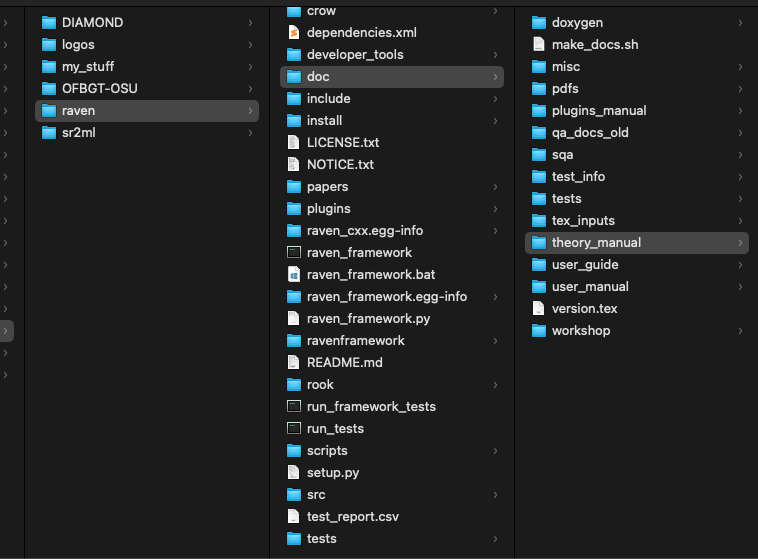 DIAMOND
logos
my_stuff
OFBGT-OSU
raven
sr2ml
crow
dependencies.xml
developer_tools
doc
include
install
LICENSE.txt
NOTICE.txt
papers
plugins
raven_cxx.egg-info
raven_framework
raven_framework.bat
raven_framework.egg-info
raven_framework.py
ravenframework
README.md
rook
run_framework_tests
run_tests
scripts
setup.py
src
test_report.csv
tests
doxygen
make_docs.sh
misc
pdfs
plugins_manual
qa_docs_old
sqa
test_info
tests
tex_inputs
theory_manual
user_guide
user_manual
version.tex
workshop